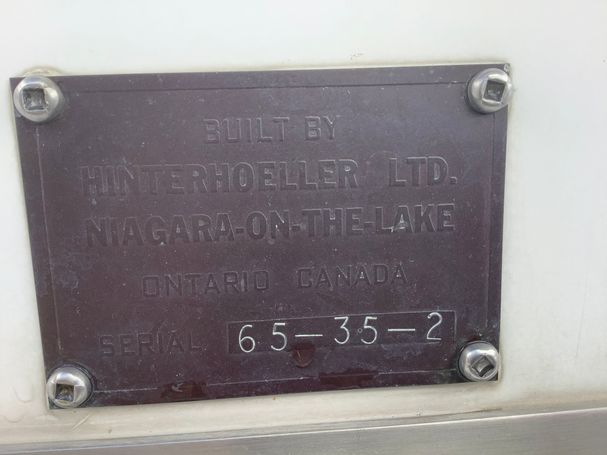 BUILT BY
HINTERHOELLER LTD.
NIAGARA-ON-THE-LAKE
ONTARIO CANADA
SERIAL 65-35-2